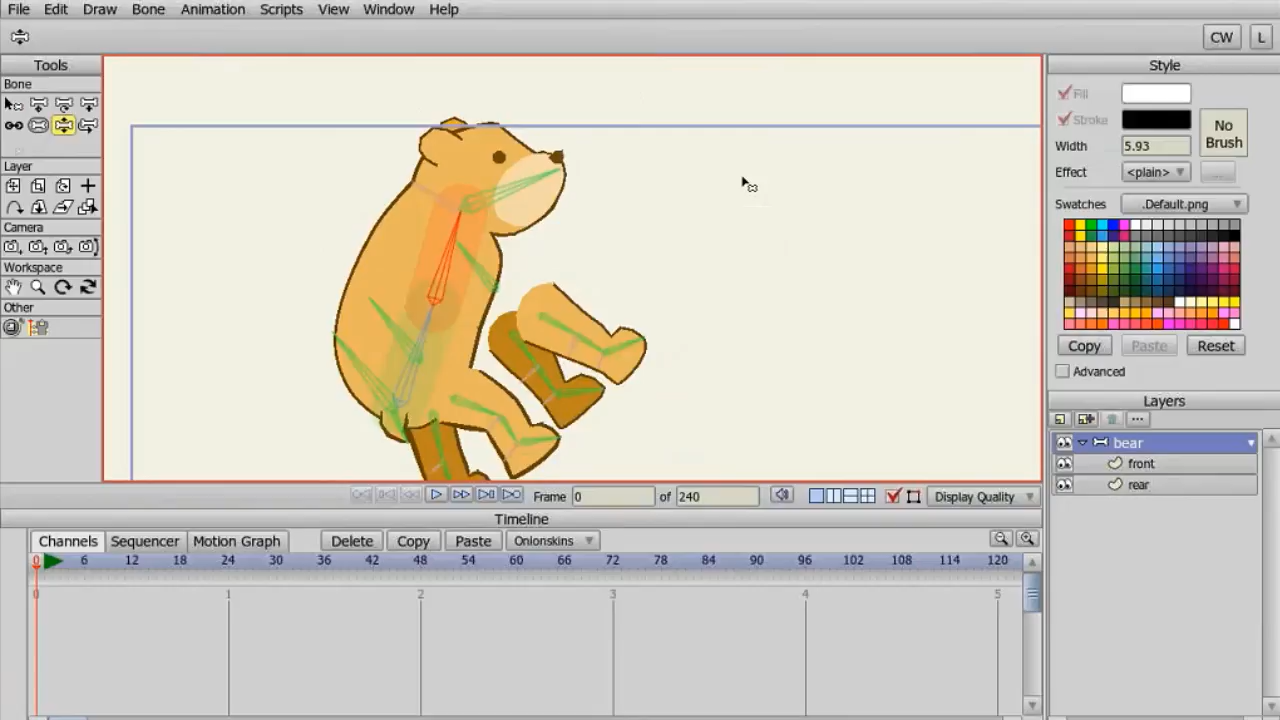 File Edit Draw Bone Animation Scripts View Window Help
CW L
Tools
Bone
Layer
Camera
Workspace
Other
Style
Fill
Stroke
No Brush
Width 5.93
Effect <plain> ...
Swatches .Default.png
Copy Paste Reset
Advanced
Layers
...
bear
front
rear
Frame 0 of 240 Display Quality
Timeline
Channels Sequencer Motion Graph Delete Copy Paste Onionskins
0 6 12 18 24 30 36 42 48 54 60 66 72 78 84 90 96 102 108 114 120
0 1 2 3 4 5